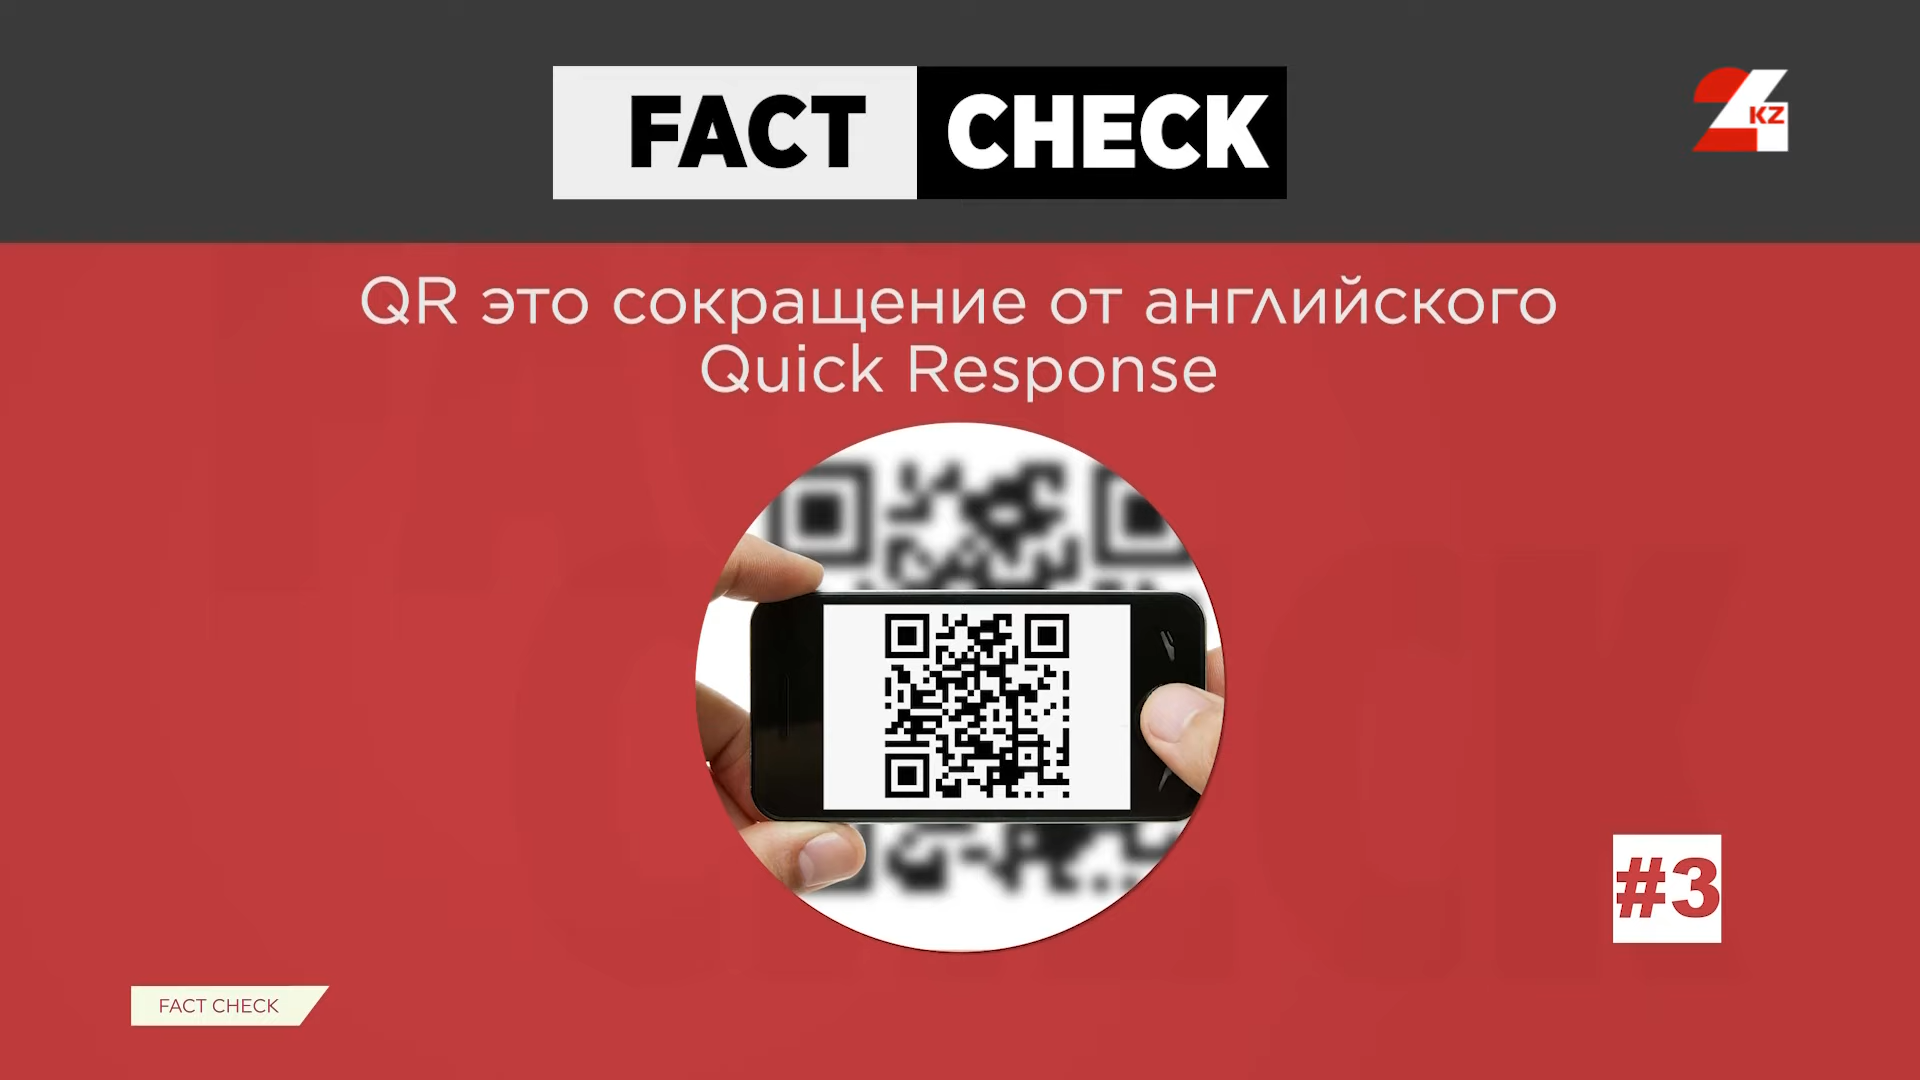 FACT CHECK
24 KZ
QR это сокращение от английского
Quick Response
#3
FACT CHECK